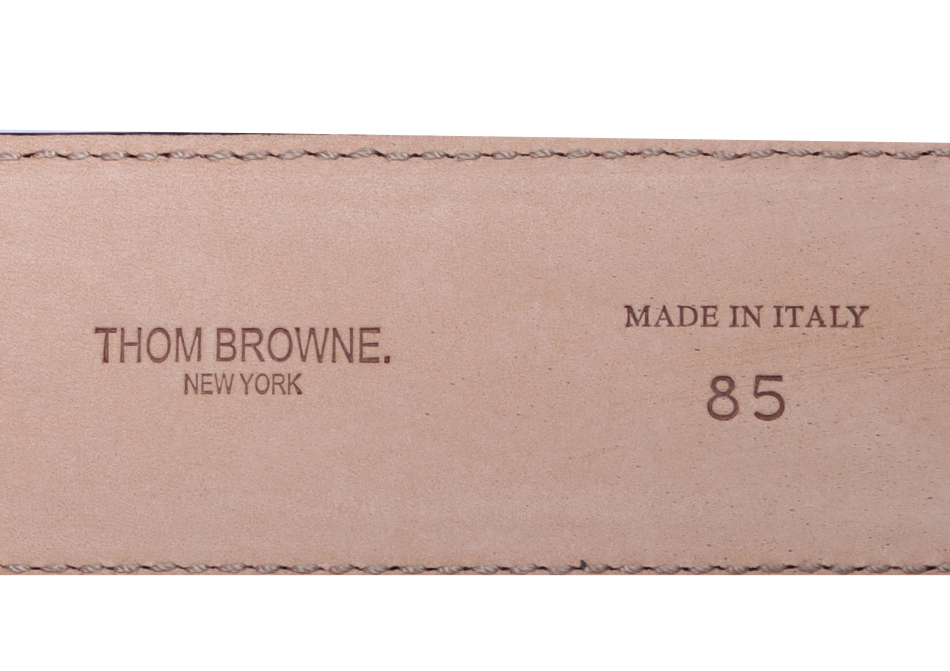 THOM BROWNE.
NEW YORK
MADE IN ITALY
85